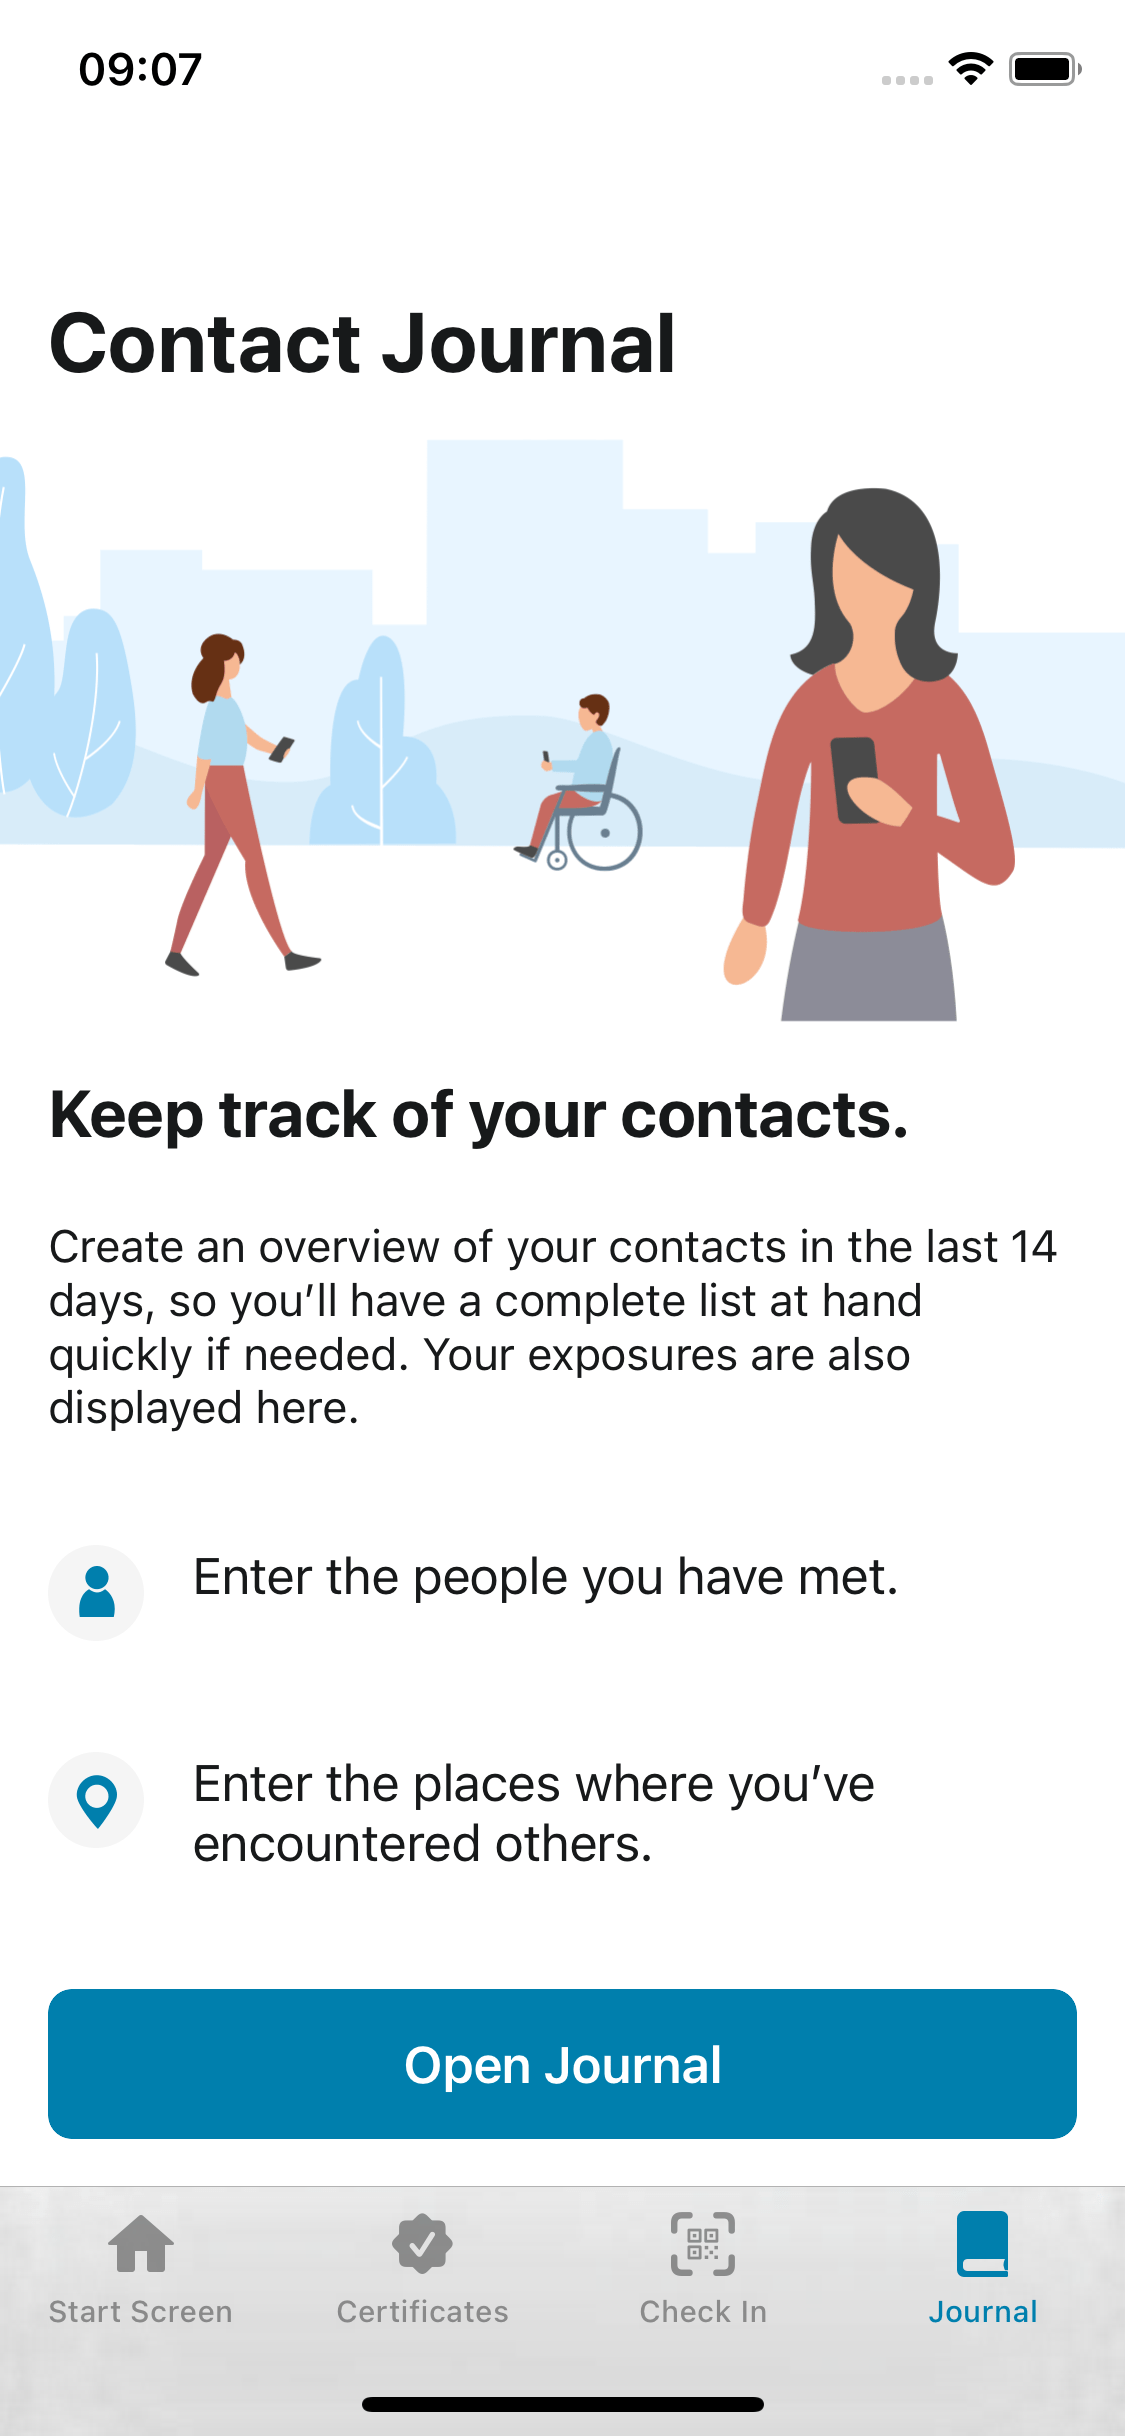 09:07
Contact Journal
Keep track of your contacts.
Create an overview of your contacts in the last 14
days, so you’ll have a complete list at hand
quickly if needed. Your exposures are also
displayed here.
Enter the people you have met.
Enter the places where you’ve
encountered others.
Open Journal
Start Screen
Certificates
Check In
Journal